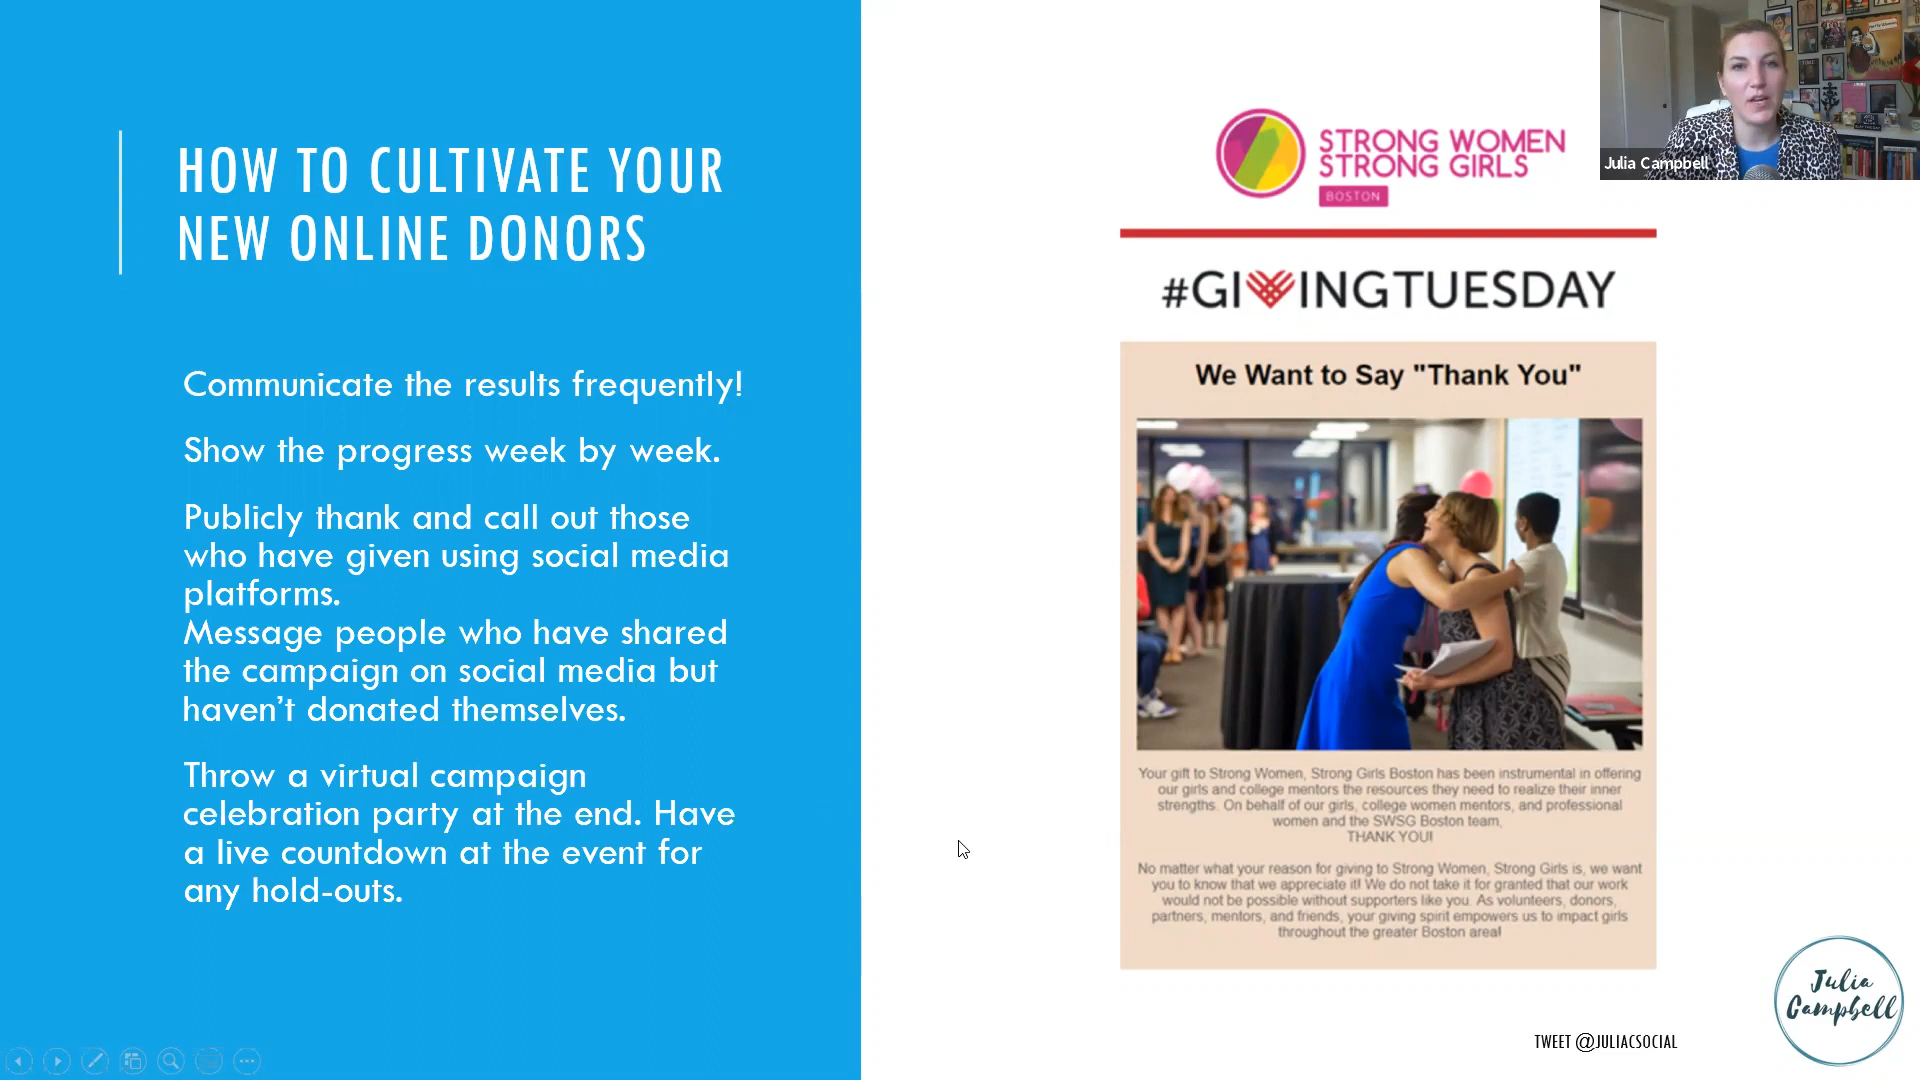 HOW TO CULTIVATE YOUR
NEW ONLINE DONORS
Communicate the results frequently!
Show the progress week by week.
Publicly thank and call out those
who have given using social media
platforms.
Message people who have shared
the campaign on social media but
haven’t donated themselves.
Throw a virtual campaign
celebration party at the end. Have
a live countdown at the event for
any hold-outs.
STRONG WOMEN
STRONG GIRLS
BOSTON
#GIVINGTUESDAY
We Want to Say "Thank You"
Your gift to Strong Women, Strong Girls Boston has been instrumental in offering
our girls and college mentors the resources they need to realize their inner
strengths. On behalf of our girls, college women mentors, and professional
women and the SWSG Boston team,
THANK YOU!
No matter what your reason for giving to Strong Women, Strong Girls is, we want
you to know that we appreciate it! We do not take it for granted that our work
would not be possible without supporters like you. As volunteers, donors,
partners, mentors, and friends, your giving spirit empowers us to impact girls
throughout the greater Boston area!
Julia Campbell
TWEET @JULIACSOCIAL
Julia
Campbell